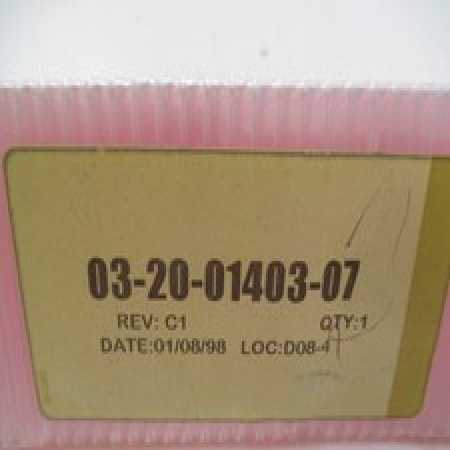 03-20-01403-07
REV: C1 QTY:1
DATE:01/08/98 LOC:D08-4